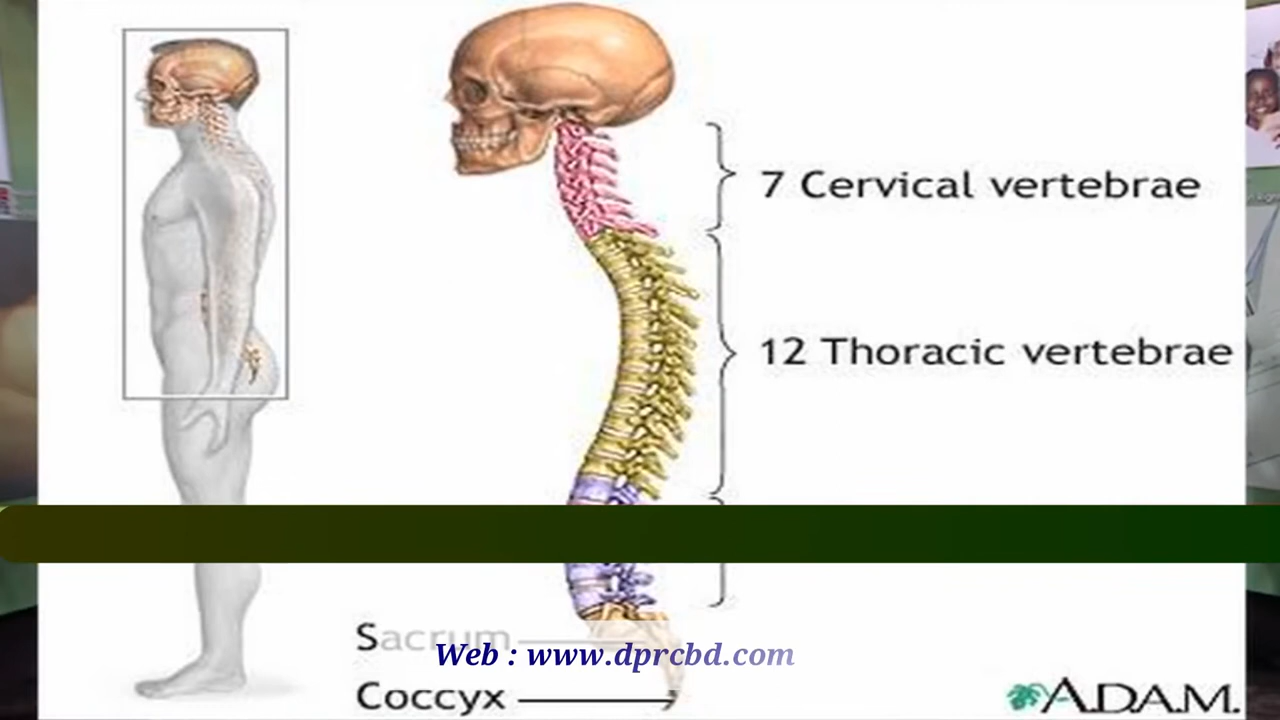 7 Cervical vertebrae
12 Thoracic vertebrae
Sacrum
Web : www.dprcbd.com
Coccyx
A.D.A.M.